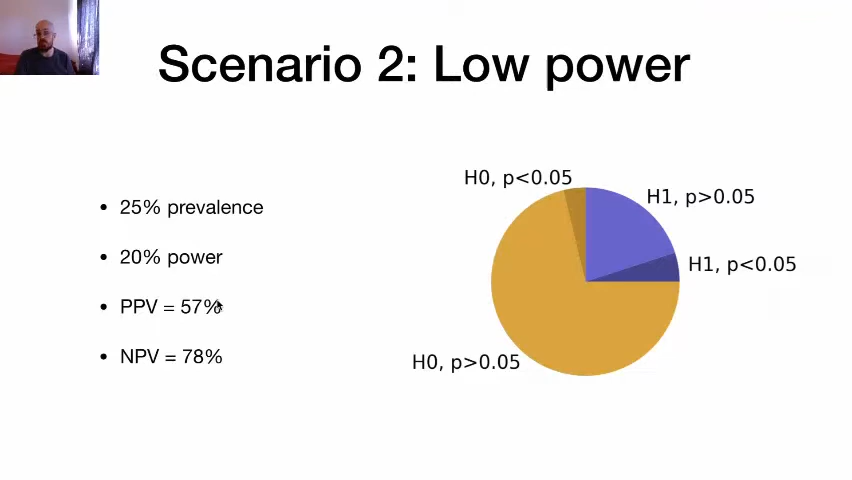 Scenario 2: Low power
• 25% prevalence
• 20% power
• PPV = 57%
• NPV = 78%
H0, p<0.05
H1, p>0.05
H1, p<0.05
H0, p>0.05